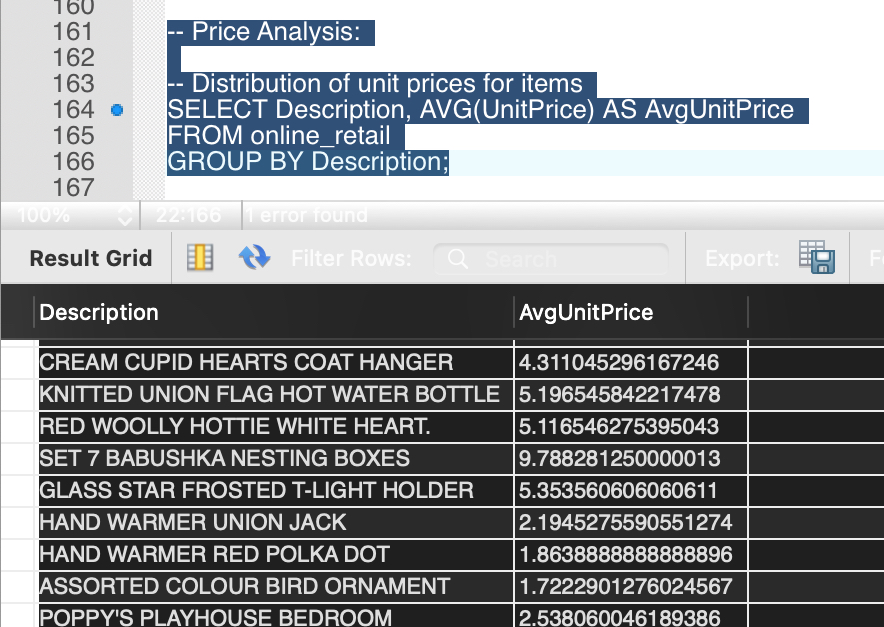 160
161 -- Price Analysis:
162
163 -- Distribution of unit prices for items
164 SELECT Description, AVG(UnitPrice) AS AvgUnitPrice
165 FROM online_retail
166 GROUP BY Description;
167
100% 22:166 1 error found
Result Grid Filter Rows: Search Export:
Description AvgUnitPrice
CREAM CUPID HEARTS COAT HANGER 4.311045296167246
KNITTED UNION FLAG HOT WATER BOTTLE 5.196545842217478
RED WOOLLY HOTTIE WHITE HEART. 5.116546275395043
SET 7 BABUSHKA NESTING BOXES 9.788281250000013
GLASS STAR FROSTED T-LIGHT HOLDER 5.353560606060611
HAND WARMER UNION JACK 2.1945275590551274
HAND WARMER RED POLKA DOT 1.8638888888888896
ASSORTED COLOUR BIRD ORNAMENT 1.7222901276024567
POPPY'S PLAYHOUSE BEDROOM 2.538060046189386